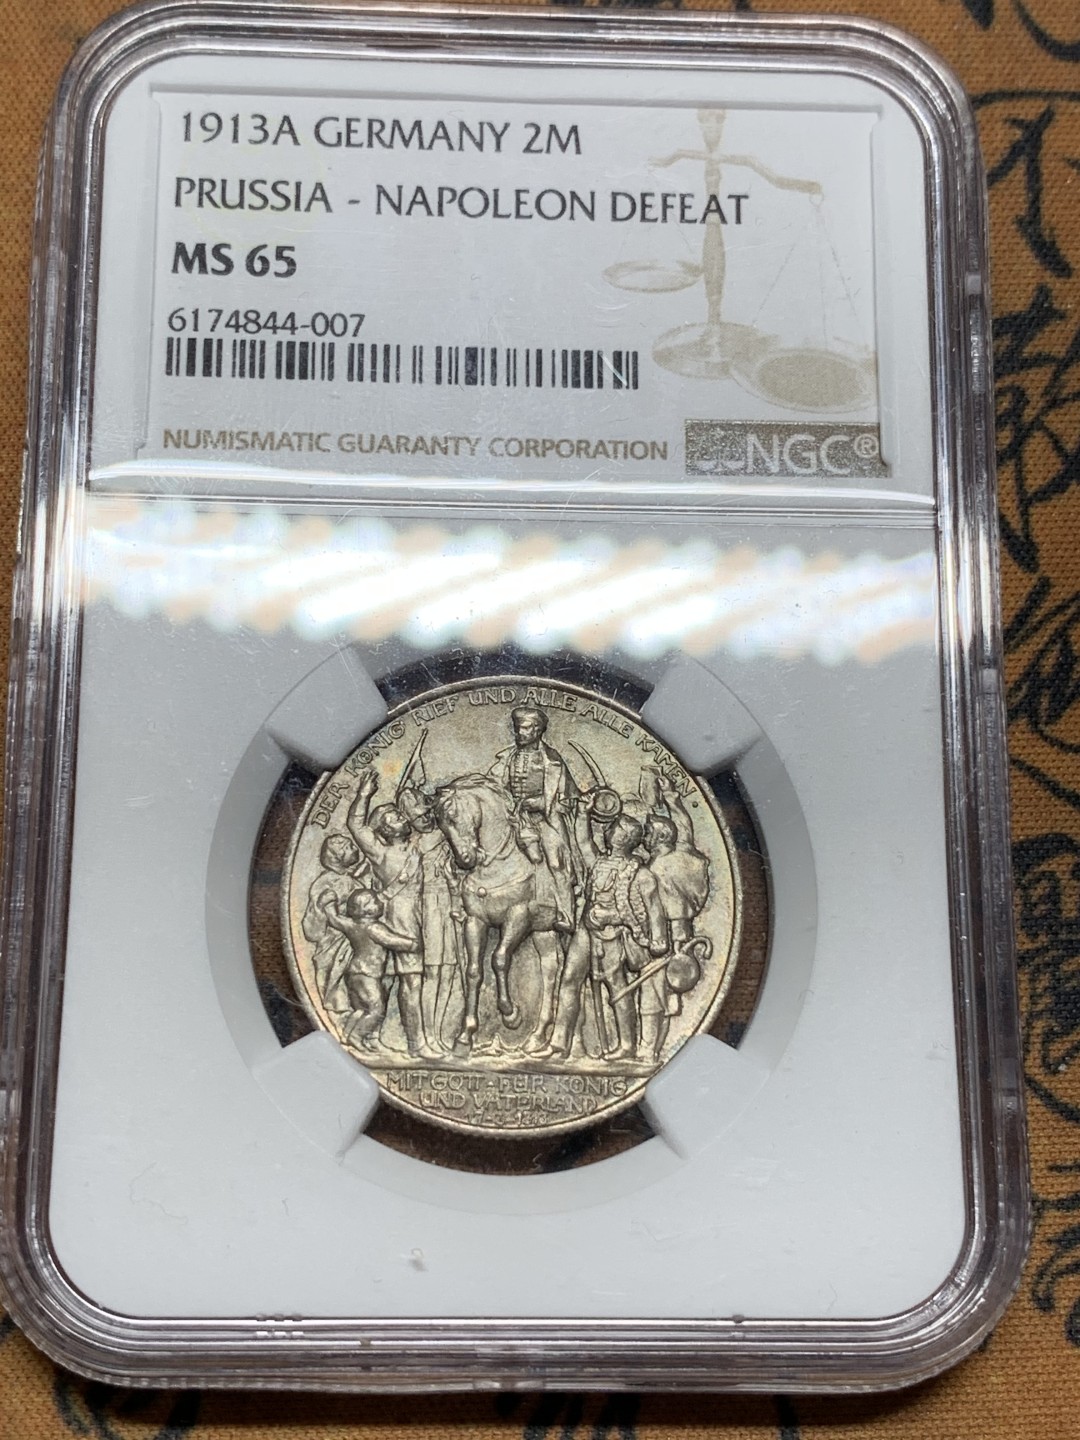 1913A GERMANY 2M
PRUSSIA - NAPOLEON DEFEAT
MS 65
6174844-007
NUMISMATIC GUARANTY CORPORATION NGC®
DER KÖNIG RIEF UND ALLE ALLE KAMEN.
MIT GOTT FÜR KÖNIG
UND VATERLAND